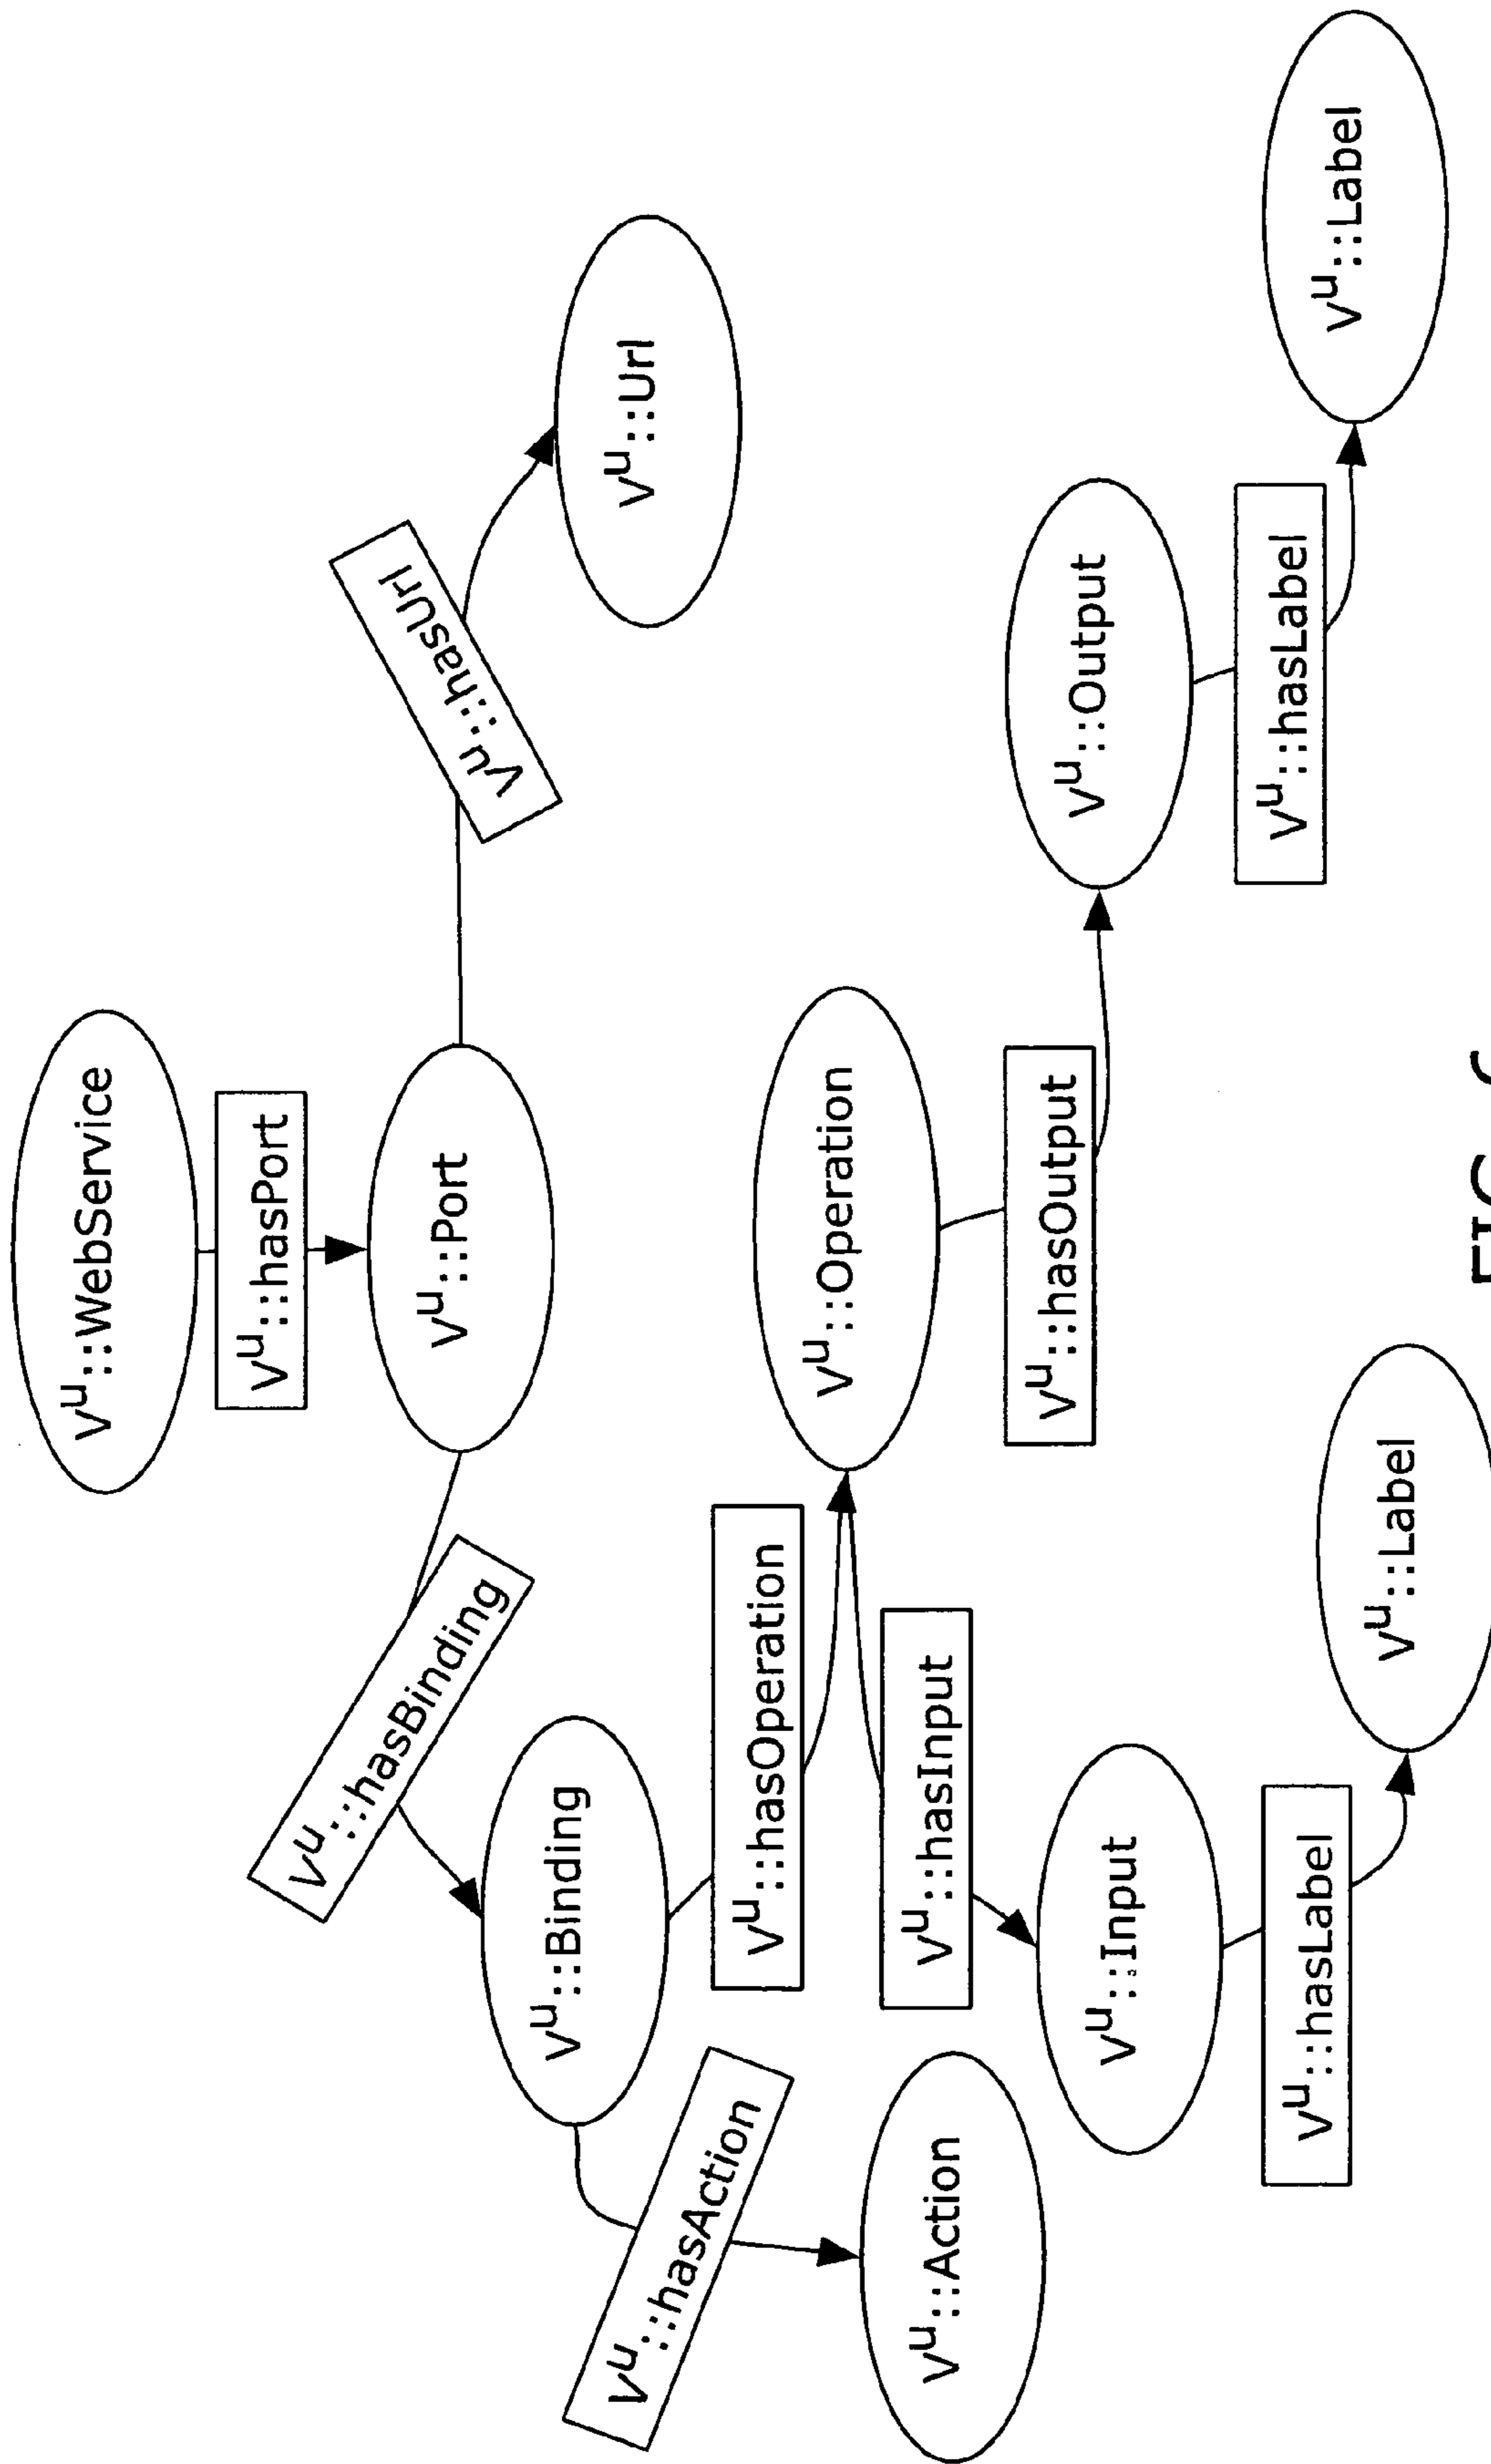 Vᵘ::WebService
Vᵘ::hasPort
Vᵘ::hasBinding
Vᵘ::Port
Vᵘ::hasUrl
Vᵘ::Binding
Vᵘ::Url
Vᵘ::hasAction
Vᵘ::hasOperation
Vᵘ::Operation
Vᵘ::Action
Vᵘ::hasInput
Vᵘ::hasOutput
Vᵘ::Output
Vᵘ::Input
Vᵘ::hasLabel
Vᵘ::hasLabel
Vᵘ::Label
Vᵘ::Label
FIG.